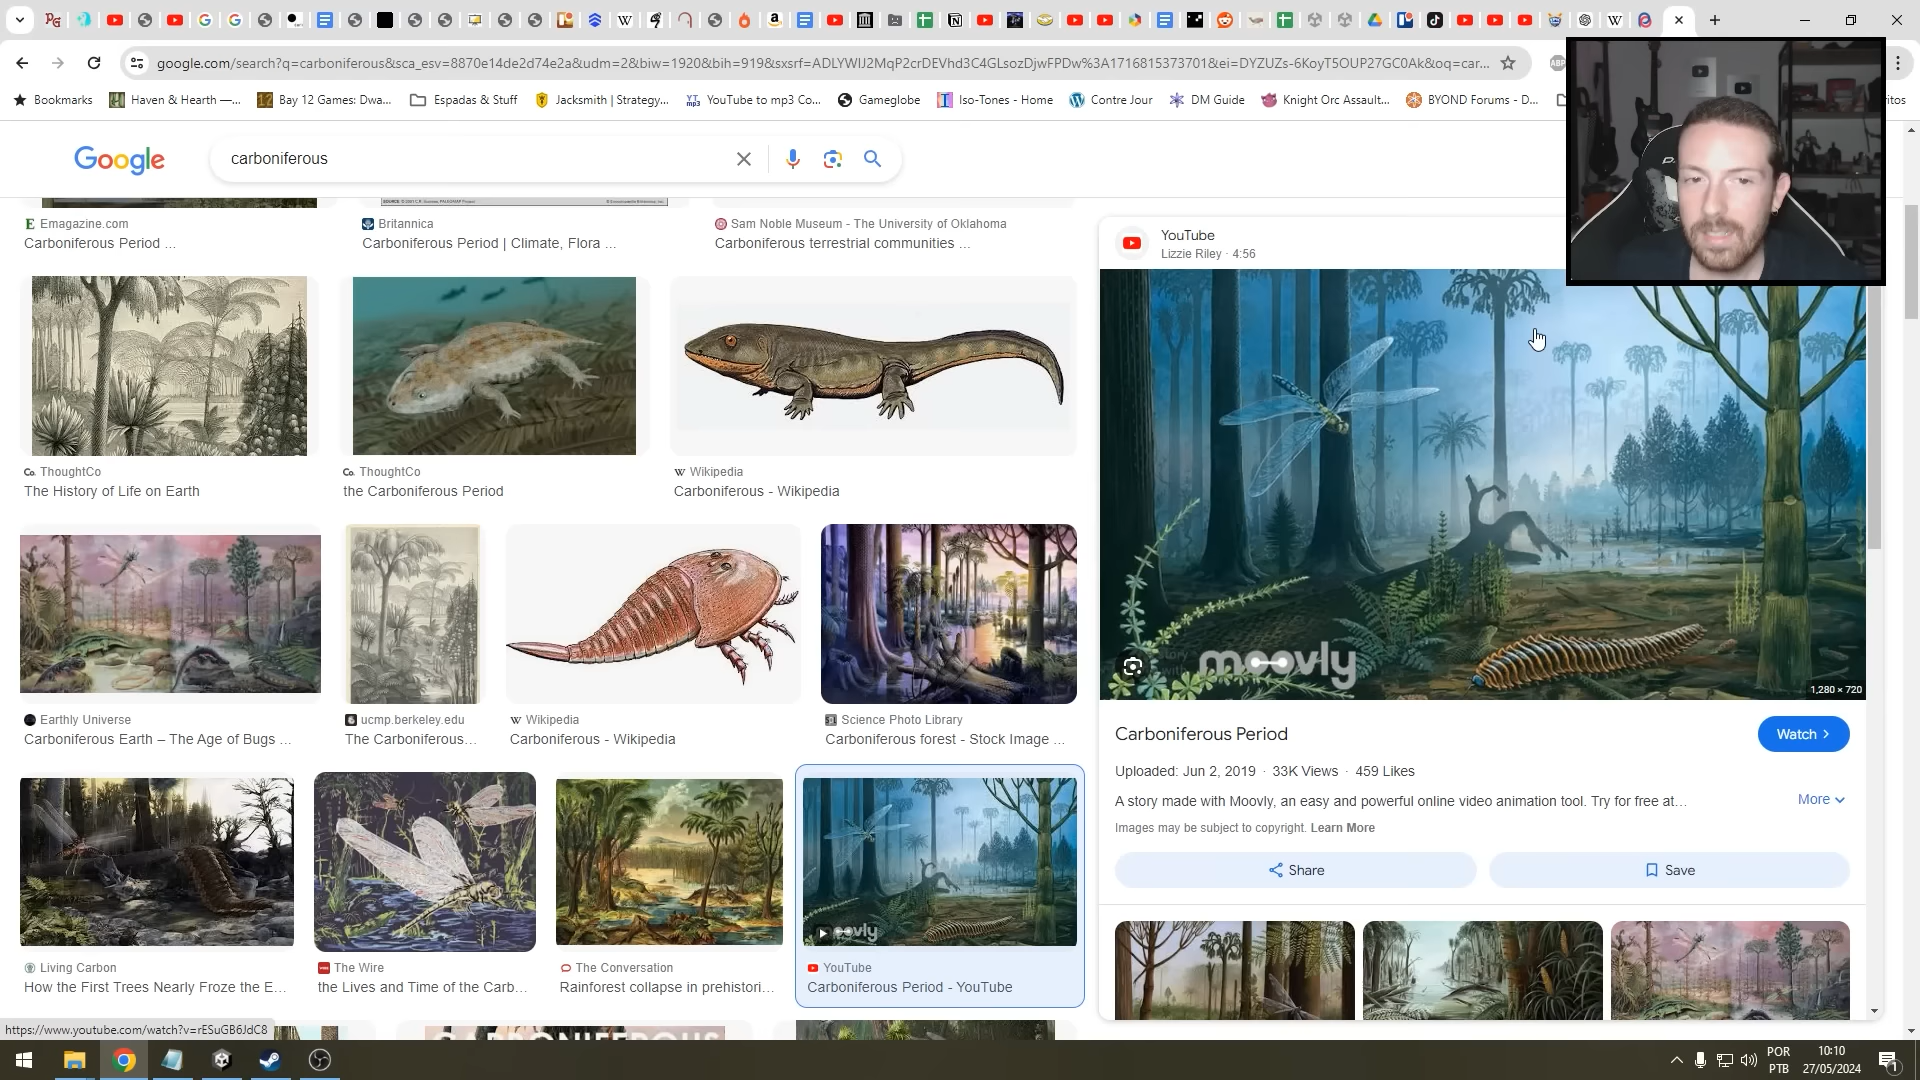 google.com/search?q=carboniferous&sca_esv=8870e14de2d74e2a&udm=2&biw=1920&bih=919&sxsrf=ADLYWIJ2MqP2crDEVhd3C4GLsozDjwFPDw%3A1716815373701&ei=DYZUZs-6KoyT5OUP27GC0Ak&oq=car...
Bookmarks
Haven & Hearth —...
Bay 12 Games: Dwa...
Espadas & Stuff
Jacksmith | Strategy...
YouTube to mp3 Co...
Gameglobe
Iso-Tones - Home
Contre Jour
DM Guide
Knight Orc Assault...
BYOND Forums - D...
Google
carboniferous
Emagazine.com
Carboniferous Period ...
Britannica
Carboniferous Period | Climate, Flora ...
Sam Noble Museum - The University of Oklahoma
Carboniferous terrestrial communities ...
ThoughtCo
The History of Life on Earth
ThoughtCo
the Carboniferous Period
Wikipedia
Carboniferous - Wikipedia
Earthly Universe
Carboniferous Earth – The Age of Bugs ...
ucmp.berkeley.edu
The Carboniferous...
Wikipedia
Carboniferous - Wikipedia
Science Photo Library
Carboniferous forest - Stock Image ...
moovly
Living Carbon
How the First Trees Nearly Froze the E...
The Wire
the Lives and Time of the Carb...
The Conversation
Rainforest collapse in prehistori...
YouTube
Carboniferous Period - YouTube
CARBONIFEROUS
YouTube
Lizzie Riley · 4:56
moovly
1,280 × 720
Carboniferous Period
Watch
Uploaded: Jun 2, 2019 · 33K Views · 459 Likes
A story made with Moovly, an easy and powerful online video animation tool. Try for free at...
More
Images may be subject to copyright. Learn More
Share
Save
https://www.youtube.com/watch?v=rESuGB6JdC8
POR
PTB
10:10
27/05/2024
1